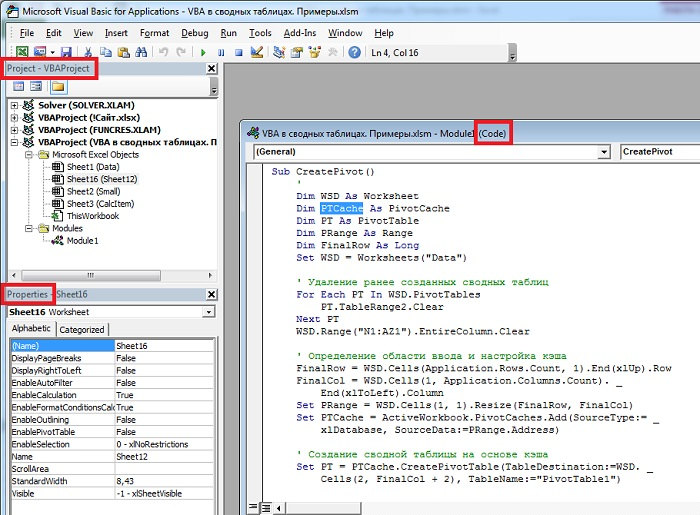 Microsoft Visual Basic for Applications - VBA в сводных таблицах. Примеры.xlsm
File Edit View Insert Format Debug Run Tools Add-Ins Window Help
Ln 4, Col 16
Project - VBAProject
Solver (SOLVER.XLAM)
VBAProject (!Сайт.xlsx)
VBAProject (FUNCRES.XLAM)
VBAProject (VBA в сводных таблицах. П
Microsoft Excel Objects
Sheet1 (Data)
Sheet16 (Sheet12)
Sheet2 (Small)
Sheet3 (CalcItem)
ThisWorkbook
Modules
Module1
Properties - Sheet16
Sheet16 Worksheet
Alphabetic Categorized
(Name) Sheet16
DisplayPageBreaks False
DisplayRightToLeft False
EnableAutoFilter False
EnableCalculation True
EnableFormatConditionsCalc True
EnableOutlining False
EnablePivotTable False
EnableSelection 0 - xlNoRestrictions
Name Sheet12
ScrollArea
StandardWidth 8,43
Visible -1 - xlSheetVisible
VBA в сводных таблицах. Примеры.xlsm - Module1 (Code)
(General) CreatePivot
Sub CreatePivot()
'
Dim WSD As Worksheet
Dim PTCache As PivotCache
Dim PT As PivotTable
Dim PRange As Range
Dim FinalRow As Long
Set WSD = Worksheets("Data")
' Удаление ранее созданных сводных таблиц
For Each PT In WSD.PivotTables
PT.TableRange2.Clear
Next PT
WSD.Range("N1:AZ1").EntireColumn.Clear
' Определение области ввода и настройка кэша
FinalRow = WSD.Cells(Application.Rows.Count, 1).End(xlUp).Row
FinalCol = WSD.Cells(1, Application.Columns.Count). _
End(xlToLeft).Column
Set PRange = WSD.Cells(1, 1).Resize(FinalRow, FinalCol)
Set PTCache = ActiveWorkbook.PivotCaches.Add(SourceType:= _
xlDatabase, SourceData:=PRange.Address)
' Создание сводной таблицы на основе кэша
Set PT = PTCache.CreatePivotTable(TableDestination:=WSD. _
Cells(2, FinalCol + 2), TableName:="PivotTable1")